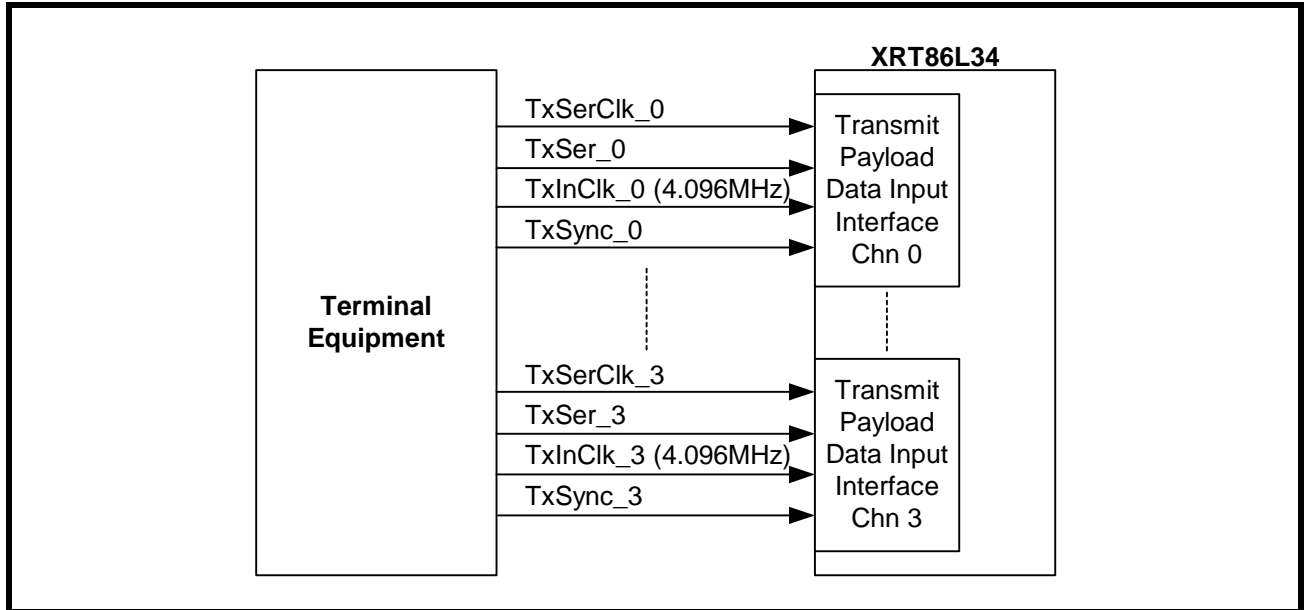 XRT86L34
TxSerClk_0
TxSer_0
TxInClk_0 (4.096MHz)
TxSync_0
Transmit
Payload
Data Input
Interface
Chn 0
Terminal
Equipment
TxSerClk_3
TxSer_3
TxInClk_3 (4.096MHz)
TxSync_3
Transmit
Payload
Data Input
Interface
Chn 3